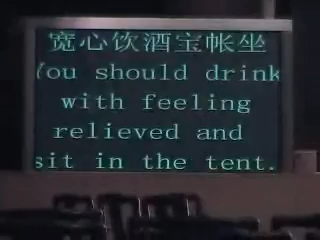 宽心饮酒宝帐坐
You should drink
with feeling
relieved and
sit in the tent.